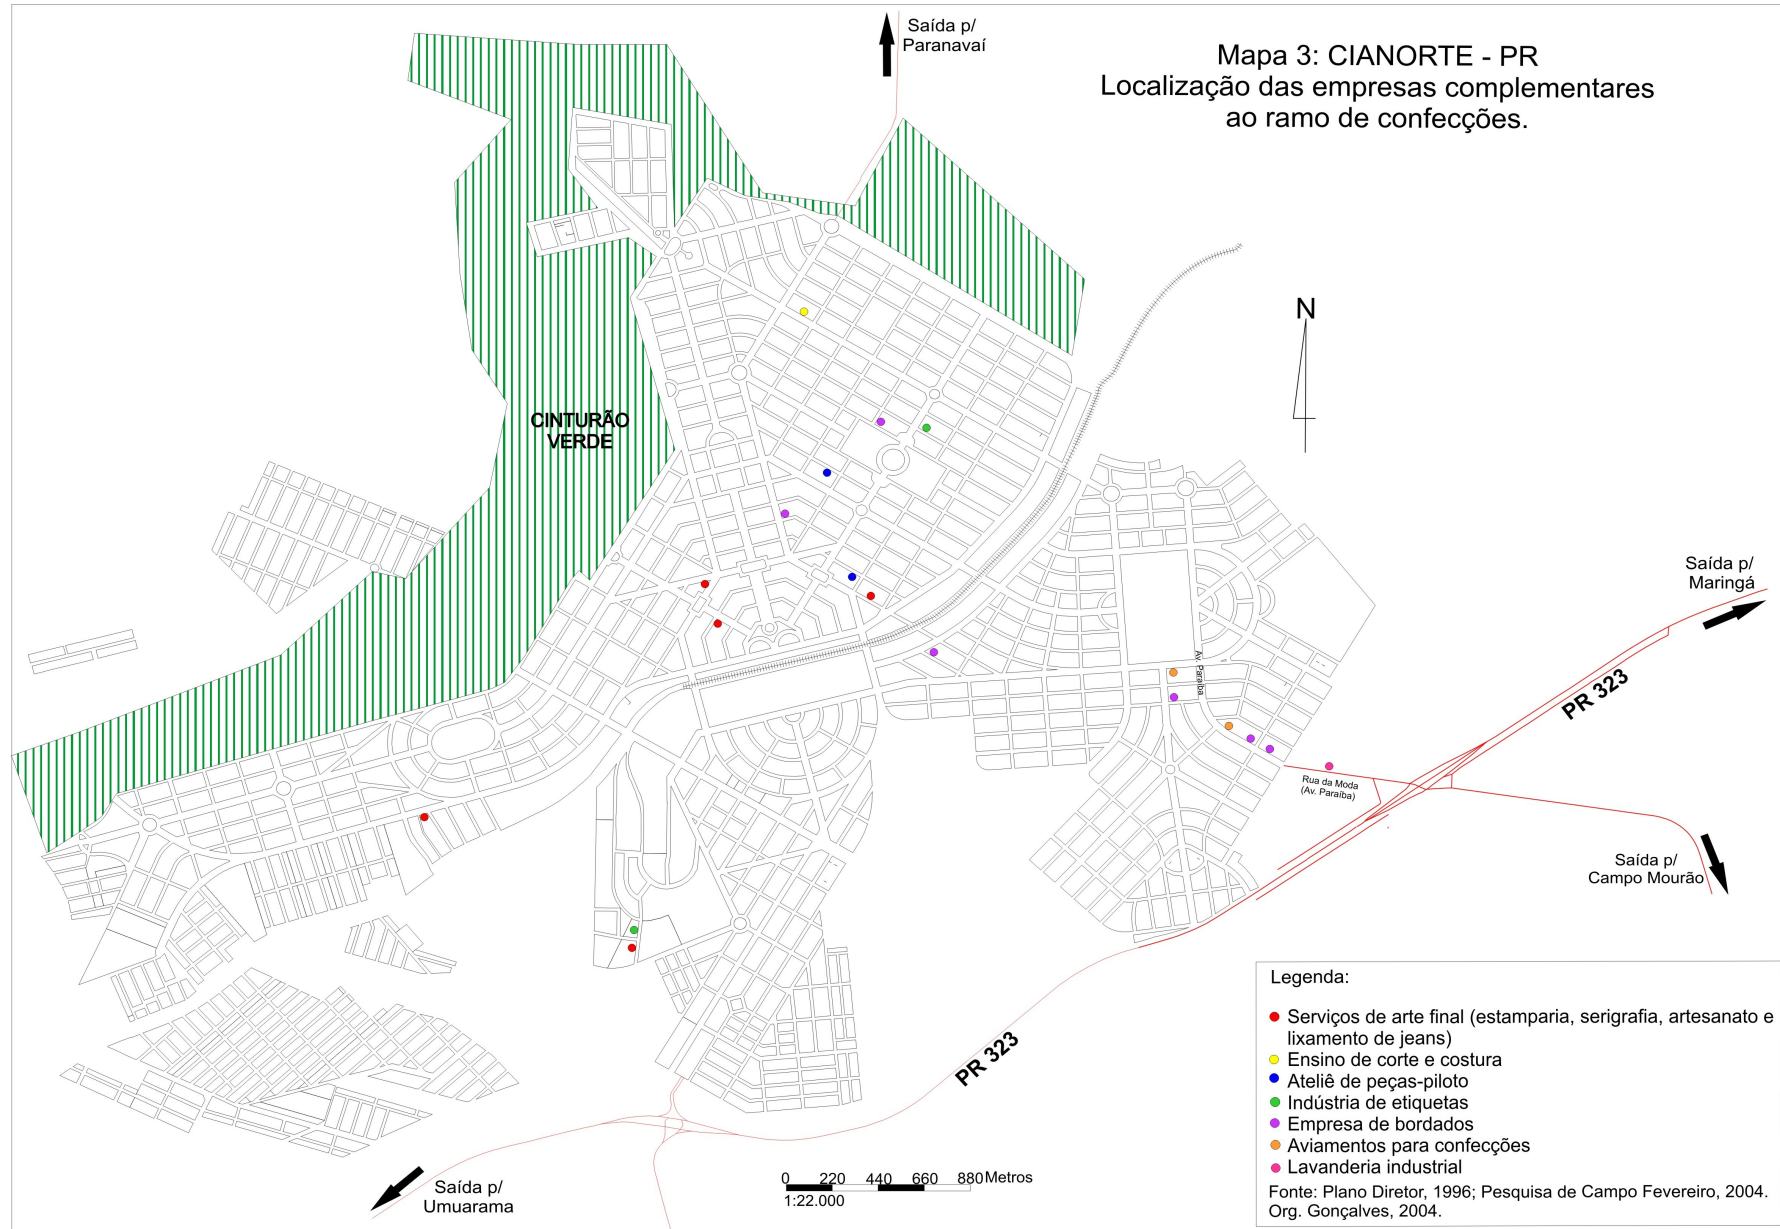 Saída p/
Paranavaí
Mapa 3: CIANORTE - PR
Localização das empresas complementares
ao ramo de confecções.
N
CINTURÃO
VERDE
Saída p/
Maringá
Av. Paraíba
PR 323
Rua da Moda
(Av. Paraíba)
Saída p/
Campo Mourão
PR 323
Saída p/
Umuarama
0 220 440 660 880 Metros
1:22.000
Legenda:
Serviços de arte final (estamparia, serigrafia, artesanato e
lixamento de jeans)
Ensino de corte e costura
Ateliê de peças-piloto
Indústria de etiquetas
Empresa de bordados
Aviamentos para confecções
Lavanderia industrial
Fonte: Plano Diretor, 1996; Pesquisa de Campo Fevereiro, 2004.
Org. Gonçalves, 2004.